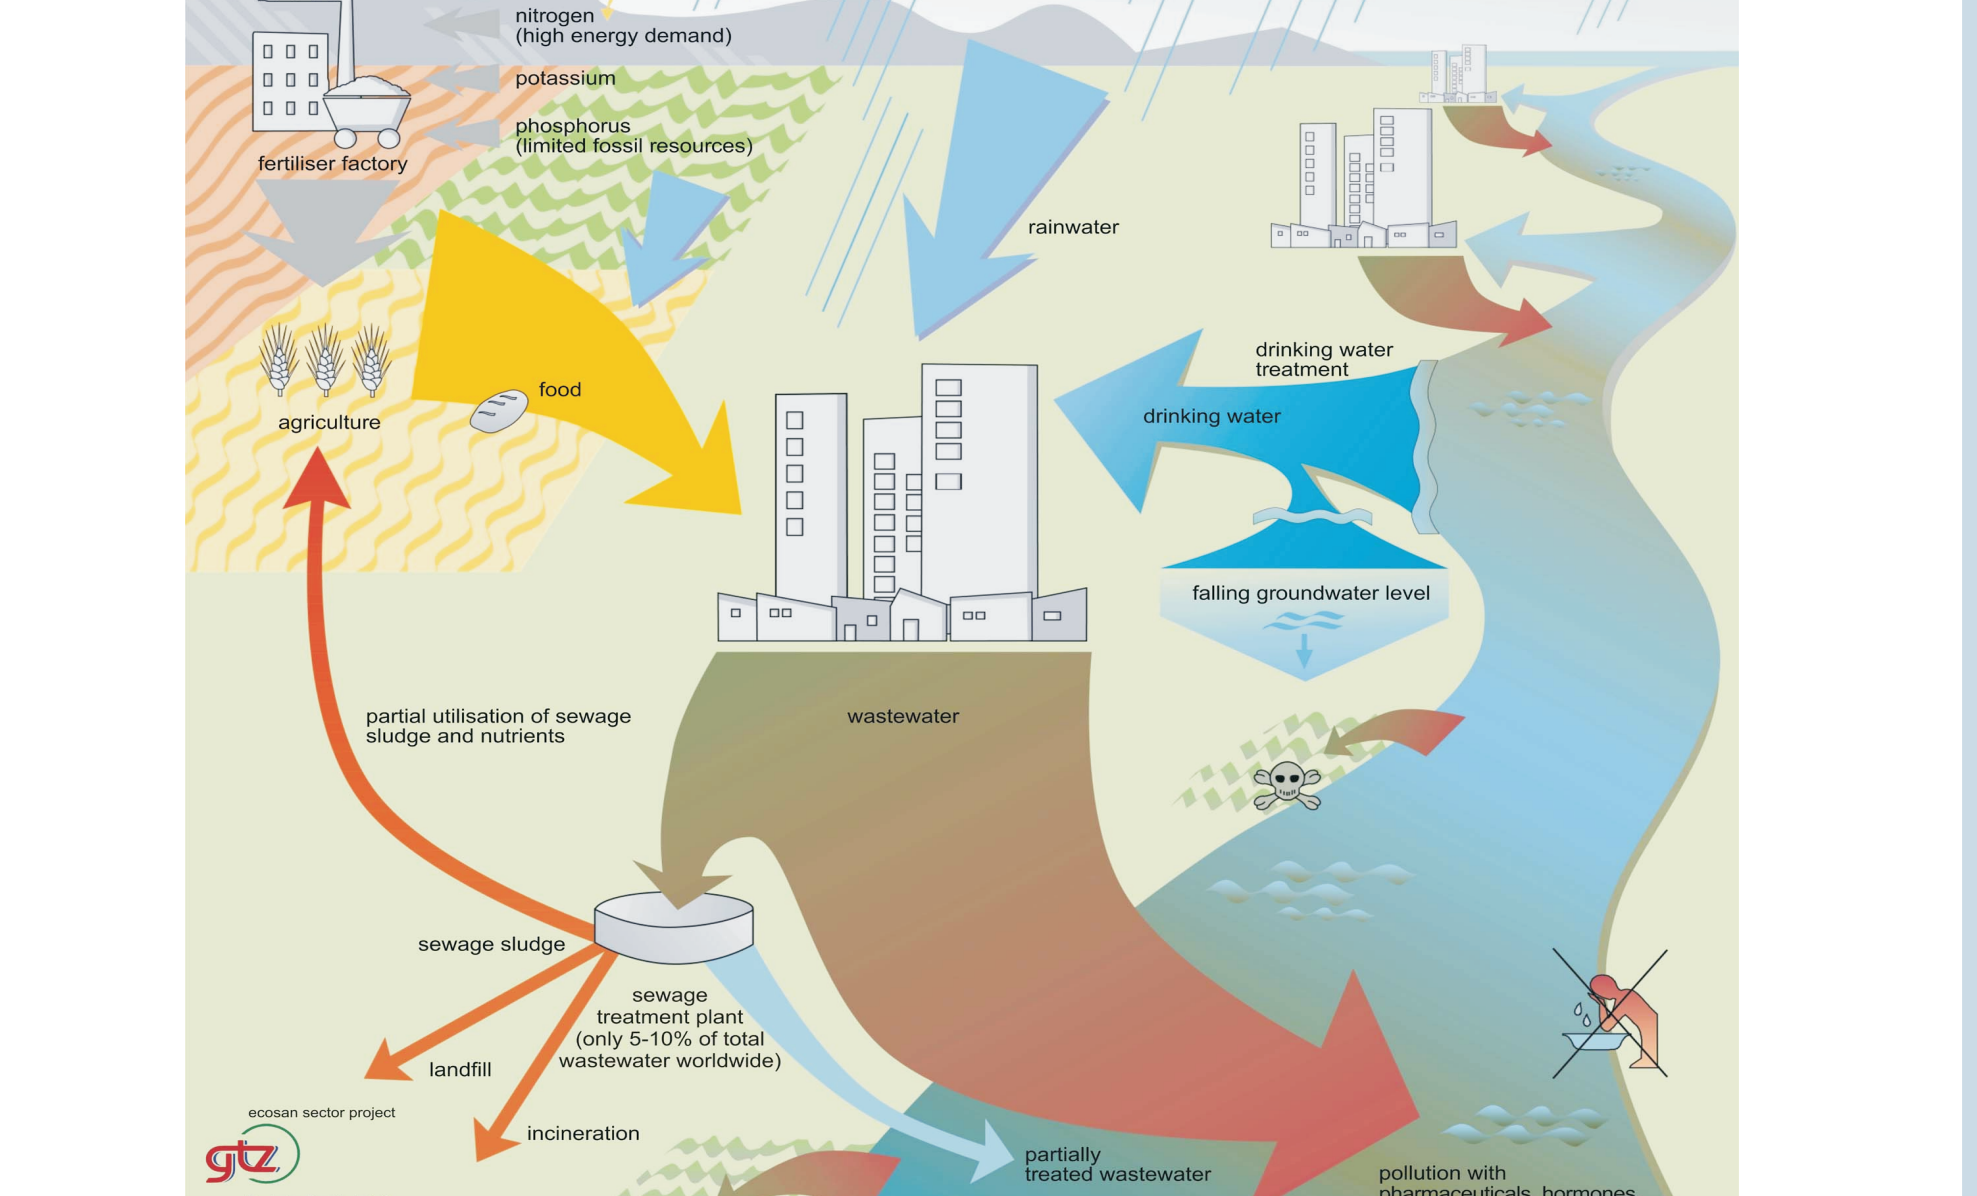 nitrogen
(high energy demand)
potassium
phosphorus
(limited fossil resources)
fertiliser factory
rainwater
drinking water
treatment
food
drinking water
agriculture
falling groundwater level
partial utilisation of sewage
sludge and nutrients
wastewater
sewage sludge
sewage
treatment plant
(only 5-10% of total
wastewater worldwide)
landfill
ecosan sector project
gtz
incineration
partially
treated wastewater
pollution with
pharmaceuticals, hormones